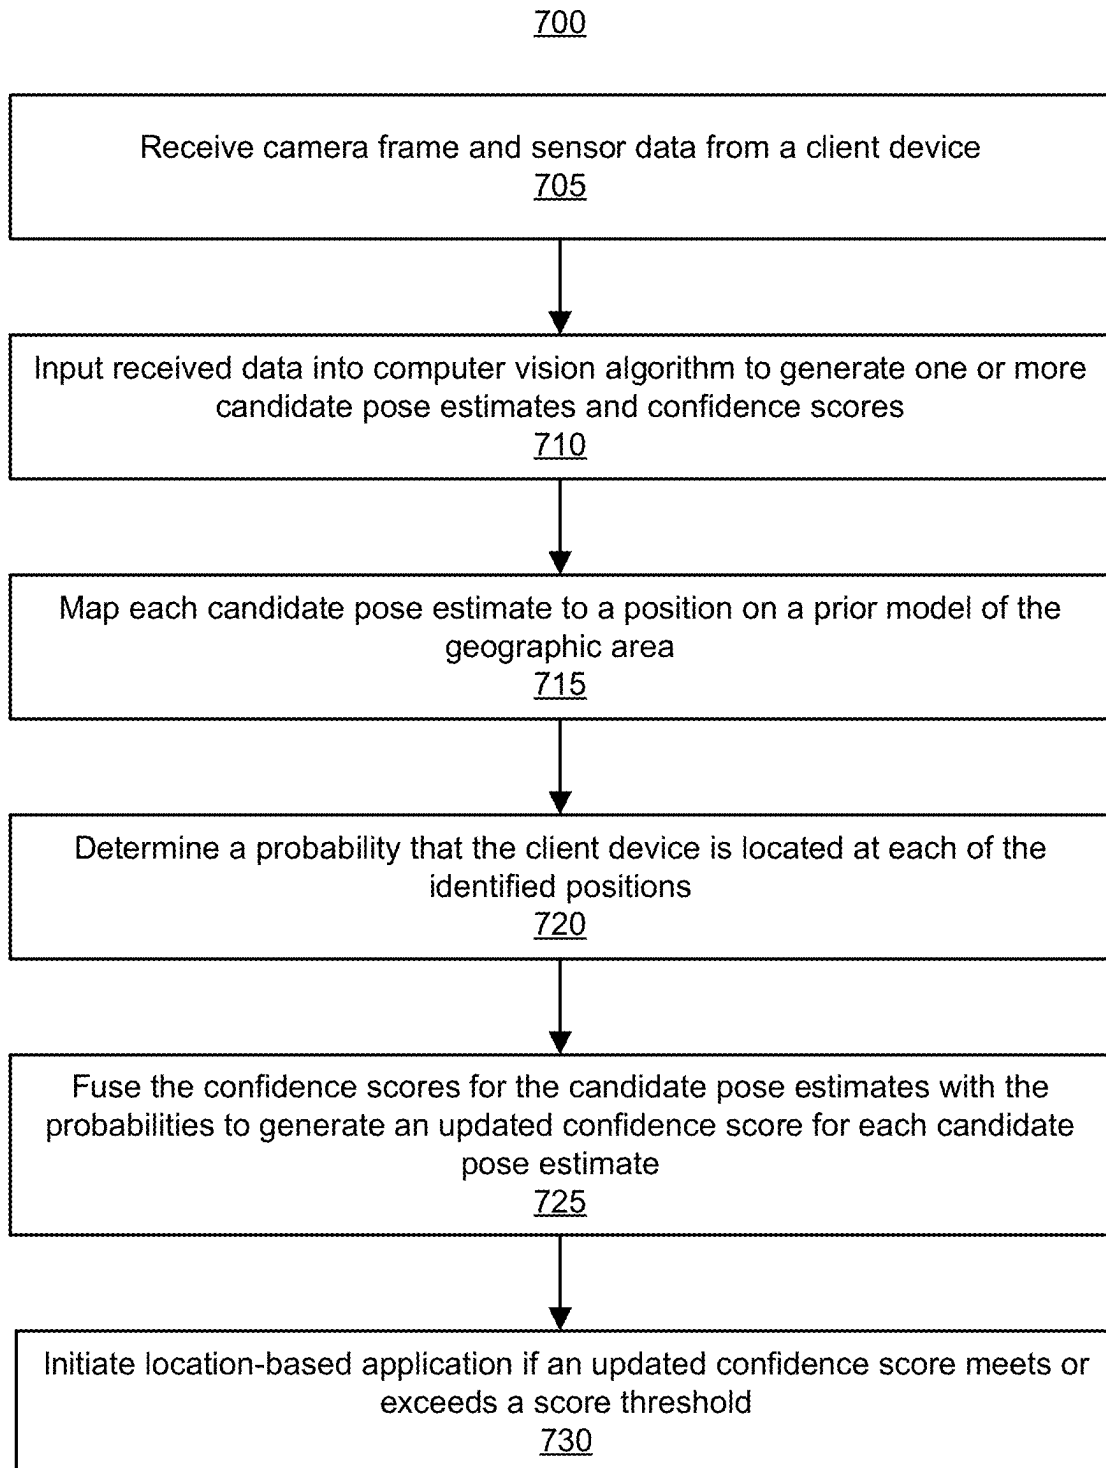 700
Receive camera frame and sensor data from a client device
705
Input received data into computer vision algorithm to generate one or more
candidate pose estimates and confidence scores
710
Map each candidate pose estimate to a position on a prior model of the
geographic area
715
Determine a probability that the client device is located at each of the
identified positions
720
Fuse the confidence scores for the candidate pose estimates with the
probabilities to generate an updated confidence score for each candidate
pose estimate
725
Initiate location-based application if an updated confidence score meets or
exceeds a score threshold
730